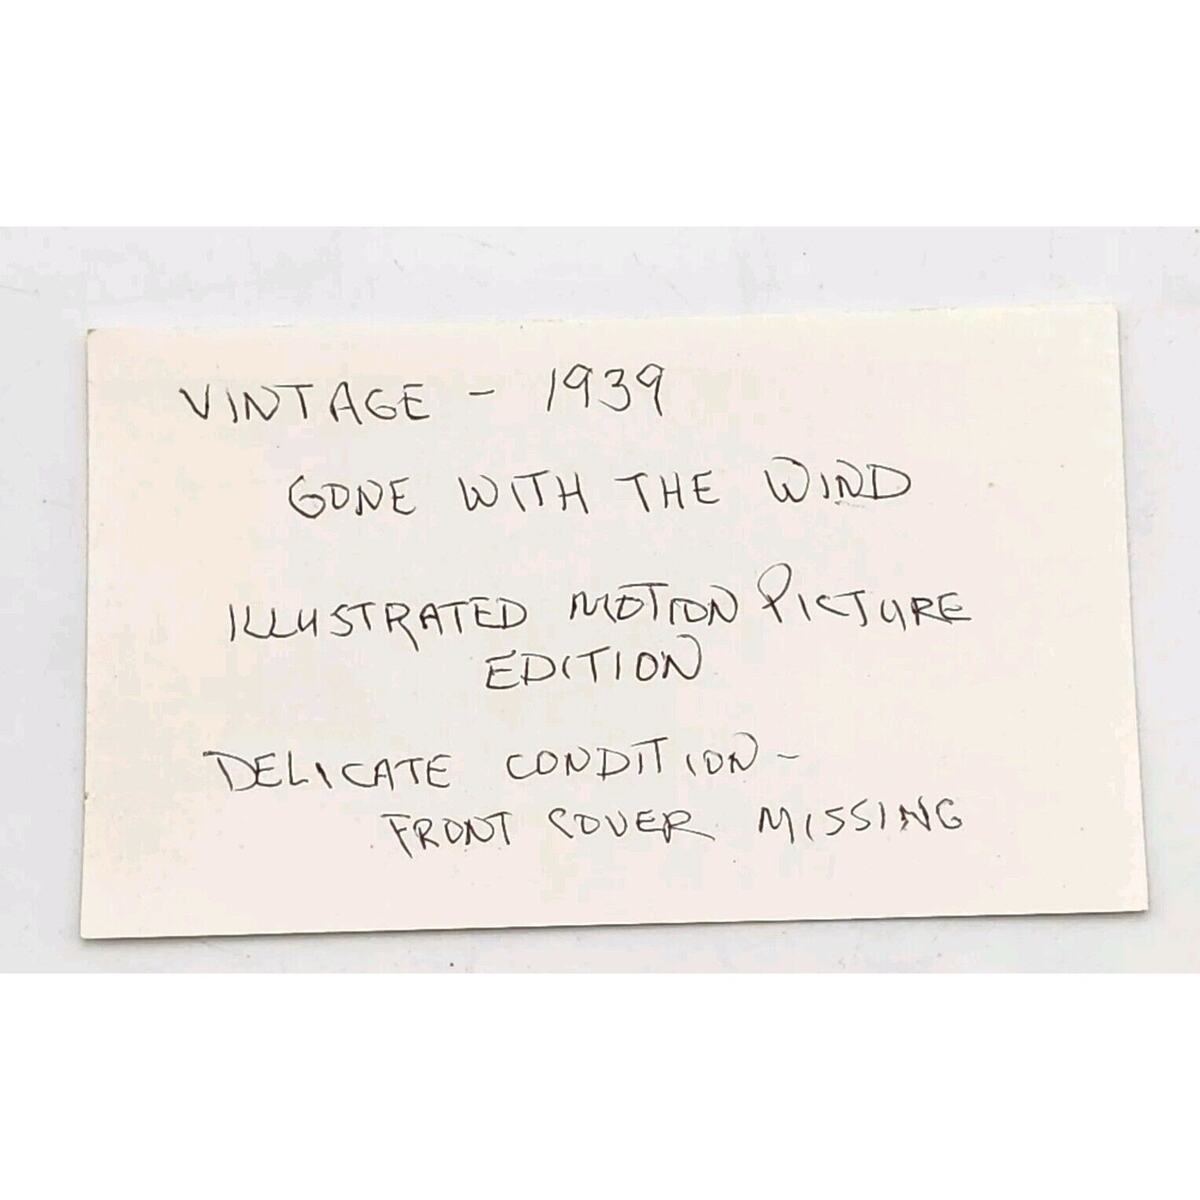 VINTAGE - 1939
GONE WITH THE WIND
ILLUSTRATED MOTION PICTURE
EDITION
DELICATE CONDITION -
FRONT COVER MISSING